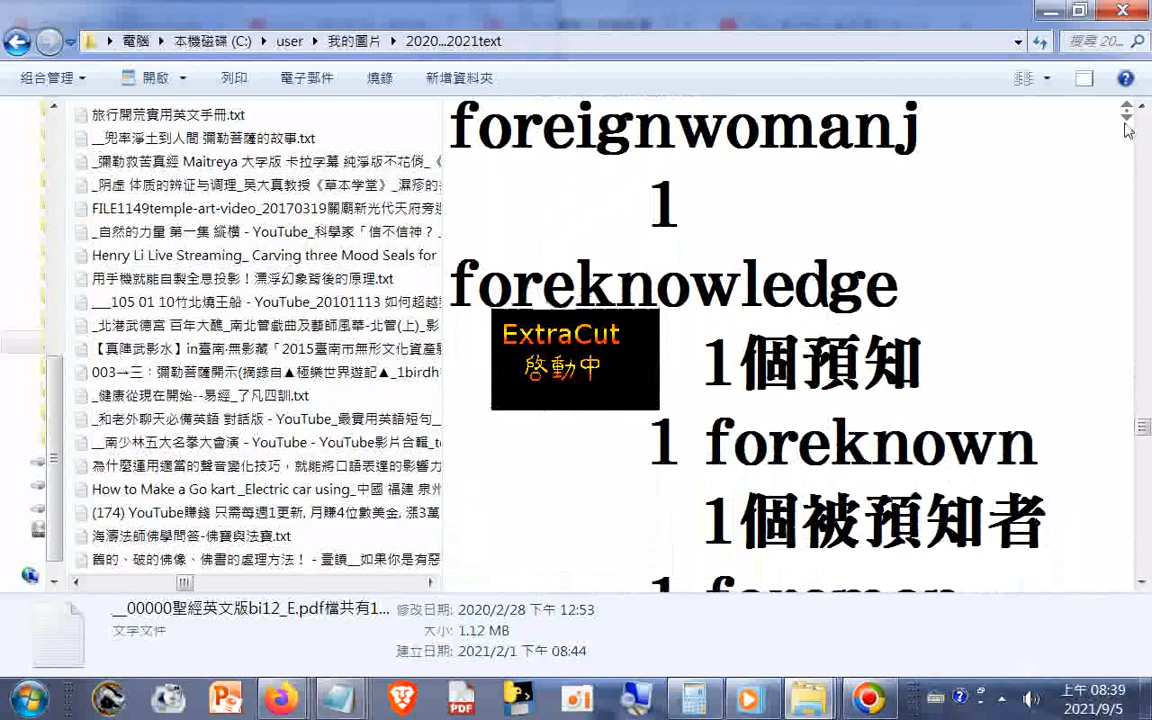 電腦 本機磁碟 (C:) user 我的圖片 2020...2021text
搜尋 20...
組合管理 開啟 列印 電子郵件 燒錄 新增資料夾
旅行開荒實用英文手冊.txt
__兜率淨土到人間 彌勒菩薩的故事.txt
_彌勒救苦真經 Maitreya 大字版 卡拉字幕 純淨版不花俏_《
_阴虚 体质的辨证与调理_吴大真教授《草本学堂》_濕疹的
FILE1149temple-art-video_20170319關廟新光代天府旁
_自然的力量 第一集 縱橫 - YouTube_科學家「信不信神？」
Henry Li Live Streaming_ Carving three Mood Seals for
用手機就能自製全息投影！漂浮幻象背後的原理.txt
___105 01 10竹北燒王船 - YouTube_20101113 如何超越
_北港武德宮 百年大醮_南北管戲曲及藝師風華-北管(上)_影
【真陣武影水】in臺南·無影藏「2015臺南市無形文化資產
003→三：彌勒菩薩開示(摘錄自▲極樂世界遊記▲_1birdh
_健康從現在開始--易經_了凡四訓.txt
_和老外聊天必備英語 對話版 - YouTube_最實用英語短句__
__南少林五大名拳大會演 - YouTube - YouTube影片合輯_to
為什麼運用適當的聲音變化技巧，就能將口語表達的影響力
How to Make a Go kart _Electric car using_中國 福建 泉州
(174) YouTube賺錢 只需每週1更新, 月賺4位數美金, 漲3萬
海濤法師佛學問答-佛寶與法寶.txt
舊的、破的佛像、佛書的處理方法！ - 壹讀__如果你是有惡
foreignwomanj
1
foreknowledge
ExtraCut
啓動中
1個預知
1 foreknown
1個被預知者
1 foreman
__00000聖經英文版bi12_E.pdf檔共有1...
文字文件
修改日期: 2020/2/28 下午 12:53
大小: 1.12 MB
建立日期: 2021/2/1 下午 08:44
上午 08:39
2021/9/5